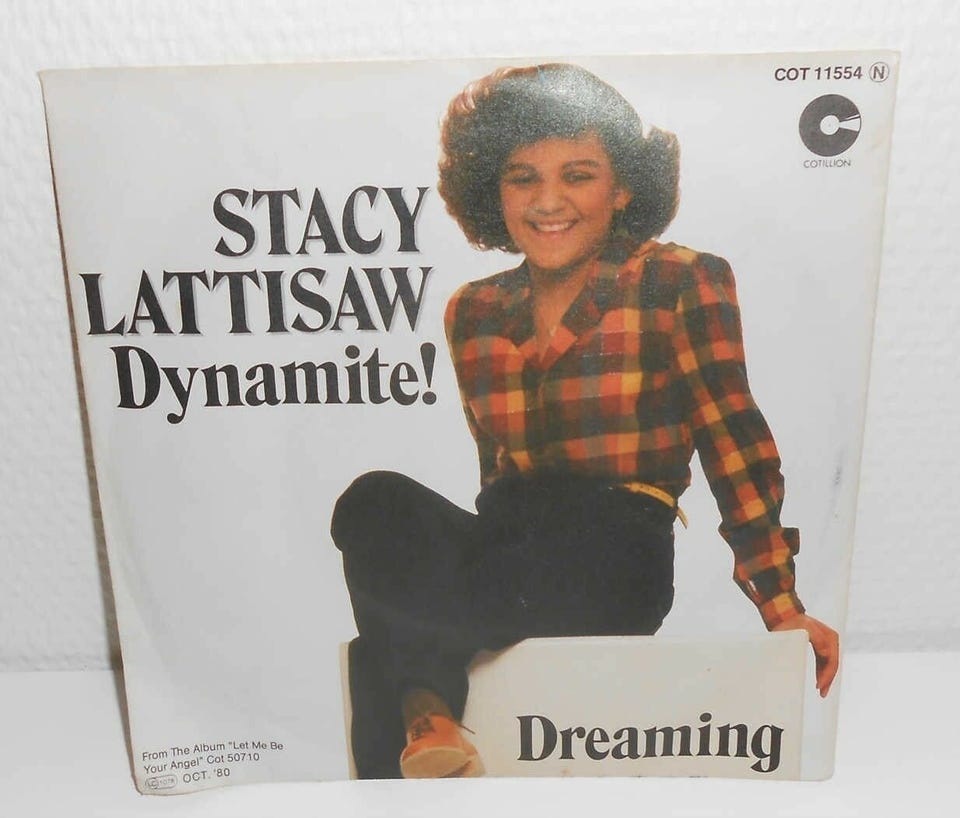 COT 11554 Ⓝ
COTILLION
STACY
LATTISAW
Dynamite!
Dreaming
From The Album "Let Me Be
Your Angel" Cot 50710
OCT. '80